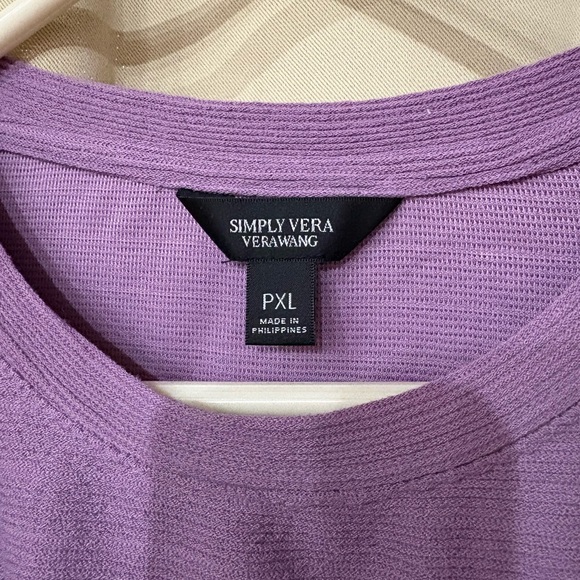 SIMPLY VERA
VERAWANG
PXL
MADE IN
PHILIPPINES